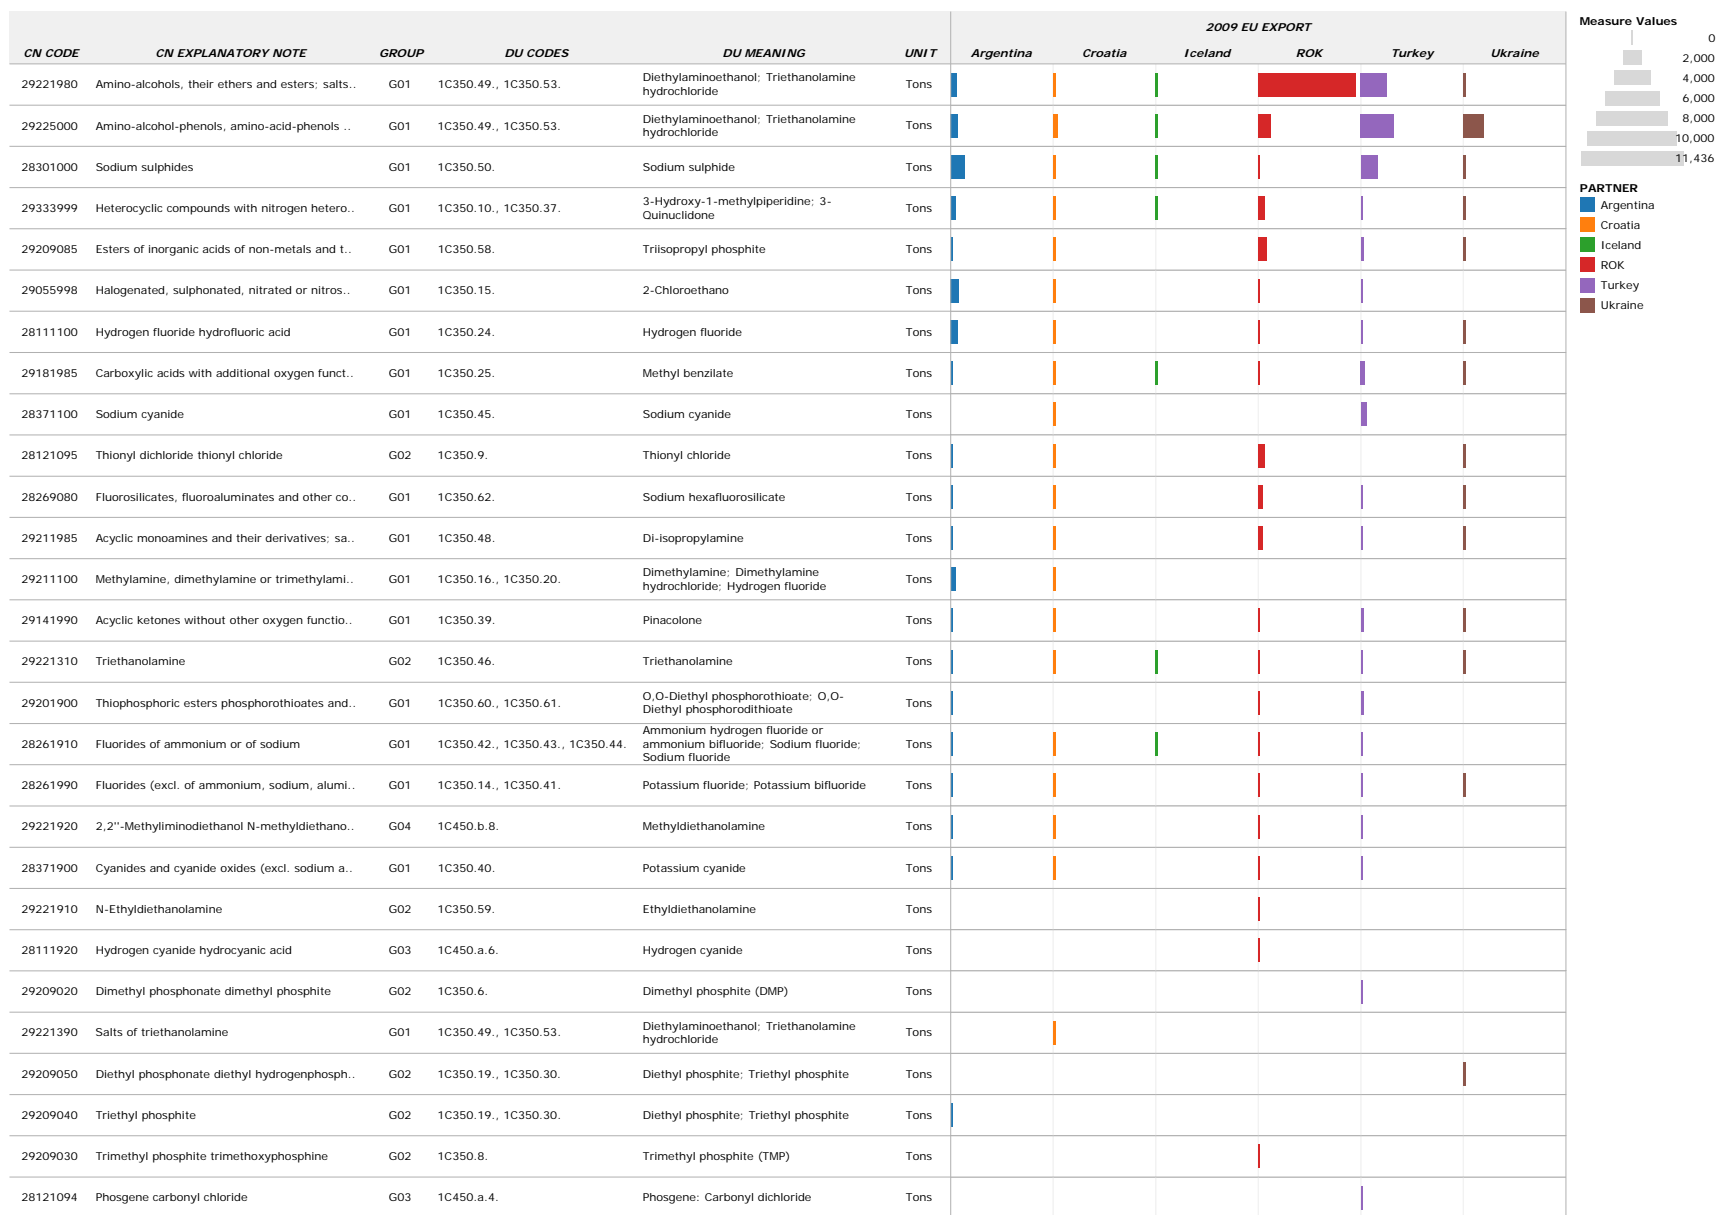 2009 EU EXPORT
CN CODE CN EXPLANATORY NOTE GROUP DU CODES DU MEANING UNIT Argentina Croatia Iceland ROK Turkey Ukraine
29221980 Amino-alcohols, their ethers and esters; salts.. G01 1C350.49., 1C350.53. Diethylaminoethanol; Triethanolamine Tons
hydrochloride
29225000 Amino-alcohol-phenols, amino-acid-phenols .. G01 1C350.49., 1C350.53. Diethylaminoethanol; Triethanolamine Tons
hydrochloride
28301000 Sodium sulphides G01 1C350.50. Sodium sulphide Tons
29333999 Heterocyclic compounds with nitrogen hetero.. G01 1C350.10., 1C350.37. 3-Hydroxy-1-methylpiperidine; 3- Tons
Quinuclidone
29209085 Esters of inorganic acids of non-metals and t.. G01 1C350.58. Triisopropyl phosphite Tons
29055998 Halogenated, sulphonated, nitrated or nitros.. G01 1C350.15. 2-Chloroethano Tons
28111100 Hydrogen fluoride hydrofluoric acid G01 1C350.24. Hydrogen fluoride Tons
29181985 Carboxylic acids with additional oxygen funct.. G01 1C350.25. Methyl benzilate Tons
28371100 Sodium cyanide G01 1C350.45. Sodium cyanide Tons
28121095 Thionyl dichloride thionyl chloride G02 1C350.9. Thionyl chloride Tons
28269080 Fluorosilicates, fluoroaluminates and other co.. G01 1C350.62. Sodium hexafluorosilicate Tons
29211985 Acyclic monoamines and their derivatives; sa.. G01 1C350.48. Di-isopropylamine Tons
29211100 Methylamine, dimethylamine or trimethylami.. G01 1C350.16., 1C350.20. Dimethylamine; Dimethylamine Tons
hydrochloride; Hydrogen fluoride
29141990 Acyclic ketones without other oxygen functio.. G01 1C350.39. Pinacolone Tons
29221310 Triethanolamine G02 1C350.46. Triethanolamine Tons
29201900 Thiophosphoric esters phosphorothioates and.. G01 1C350.60., 1C350.61. O,O-Diethyl phosphorothioate; O,O- Tons
Diethyl phosphorodithioate
28261910 Fluorides of ammonium or of sodium G01 1C350.42., 1C350.43., 1C350.44. Ammonium hydrogen fluoride or Tons
ammonium bifluoride; Sodium fluoride;
Sodium fluoride
28261990 Fluorides (excl. of ammonium, sodium, alumi.. G01 1C350.14., 1C350.41. Potassium fluoride; Potassium bifluoride Tons
29221920 2,2''-Methyliminodiethanol N-methyldiethano.. G04 1C450.b.8. Methyldiethanolamine Tons
28371900 Cyanides and cyanide oxides (excl. sodium a.. G01 1C350.40. Potassium cyanide Tons
29221910 N-Ethyldiethanolamine G02 1C350.59. Ethyldiethanolamine Tons
28111920 Hydrogen cyanide hydrocyanic acid G03 1C450.a.6. Hydrogen cyanide Tons
29209020 Dimethyl phosphonate dimethyl phosphite G02 1C350.6. Dimethyl phosphite (DMP) Tons
29221390 Salts of triethanolamine G01 1C350.49., 1C350.53. Diethylaminoethanol; Triethanolamine Tons
hydrochloride
29209050 Diethyl phosphonate diethyl hydrogenphosph.. G02 1C350.19., 1C350.30. Diethyl phosphite; Triethyl phosphite Tons
29209040 Triethyl phosphite G02 1C350.19., 1C350.30. Diethyl phosphite; Triethyl phosphite Tons
29209030 Trimethyl phosphite trimethoxyphosphine G02 1C350.8. Trimethyl phosphite (TMP) Tons
28121094 Phosgene carbonyl chloride G03 1C450.a.4. Phosgene: Carbonyl dichloride Tons
Measure Values
0
2,000
4,000
6,000
8,000
10,000
11,436
PARTNER
Argentina
Croatia
Iceland
ROK
Turkey
Ukraine